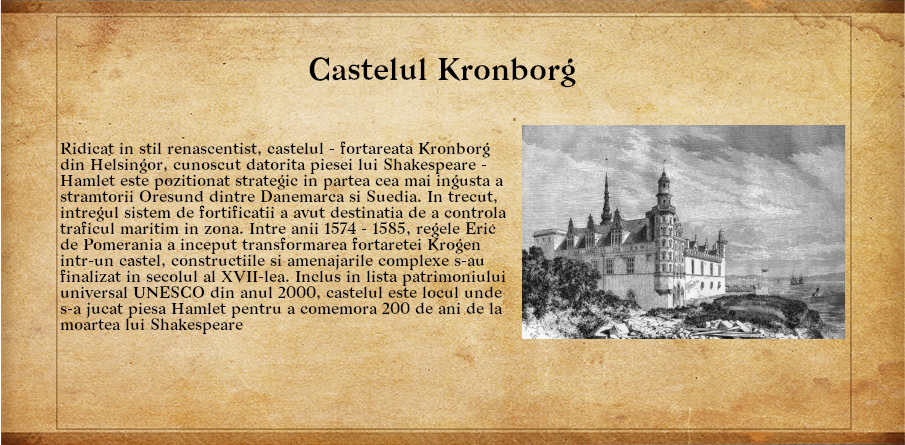 Castelul Kronborg
Ridicat in stil renascentist, castelul - fortareata Kronborg
din Helsingor, cunoscut datorita piesei lui Shakespeare -
Hamlet este pozitionat strategic in partea cea mai ingusta a
stramtorii Oresund dintre Danemarca si Suedia. In trecut,
intregul sistem de fortificatii a avut destinatia de a controla
traficul maritim in zona. Intre anii 1574 - 1585, regele Eric
de Pomerania a inceput transformarea fortaretei Krogen
intr-un castel, constructiile si amenajarile complexe s-au
finalizat in secolul al XVII-lea. Inclus in lista patrimoniului
universal UNESCO din anul 2000, castelul este locul unde
s-a jucat piesa Hamlet pentru a comemora 200 de ani de la
moartea lui Shakespeare